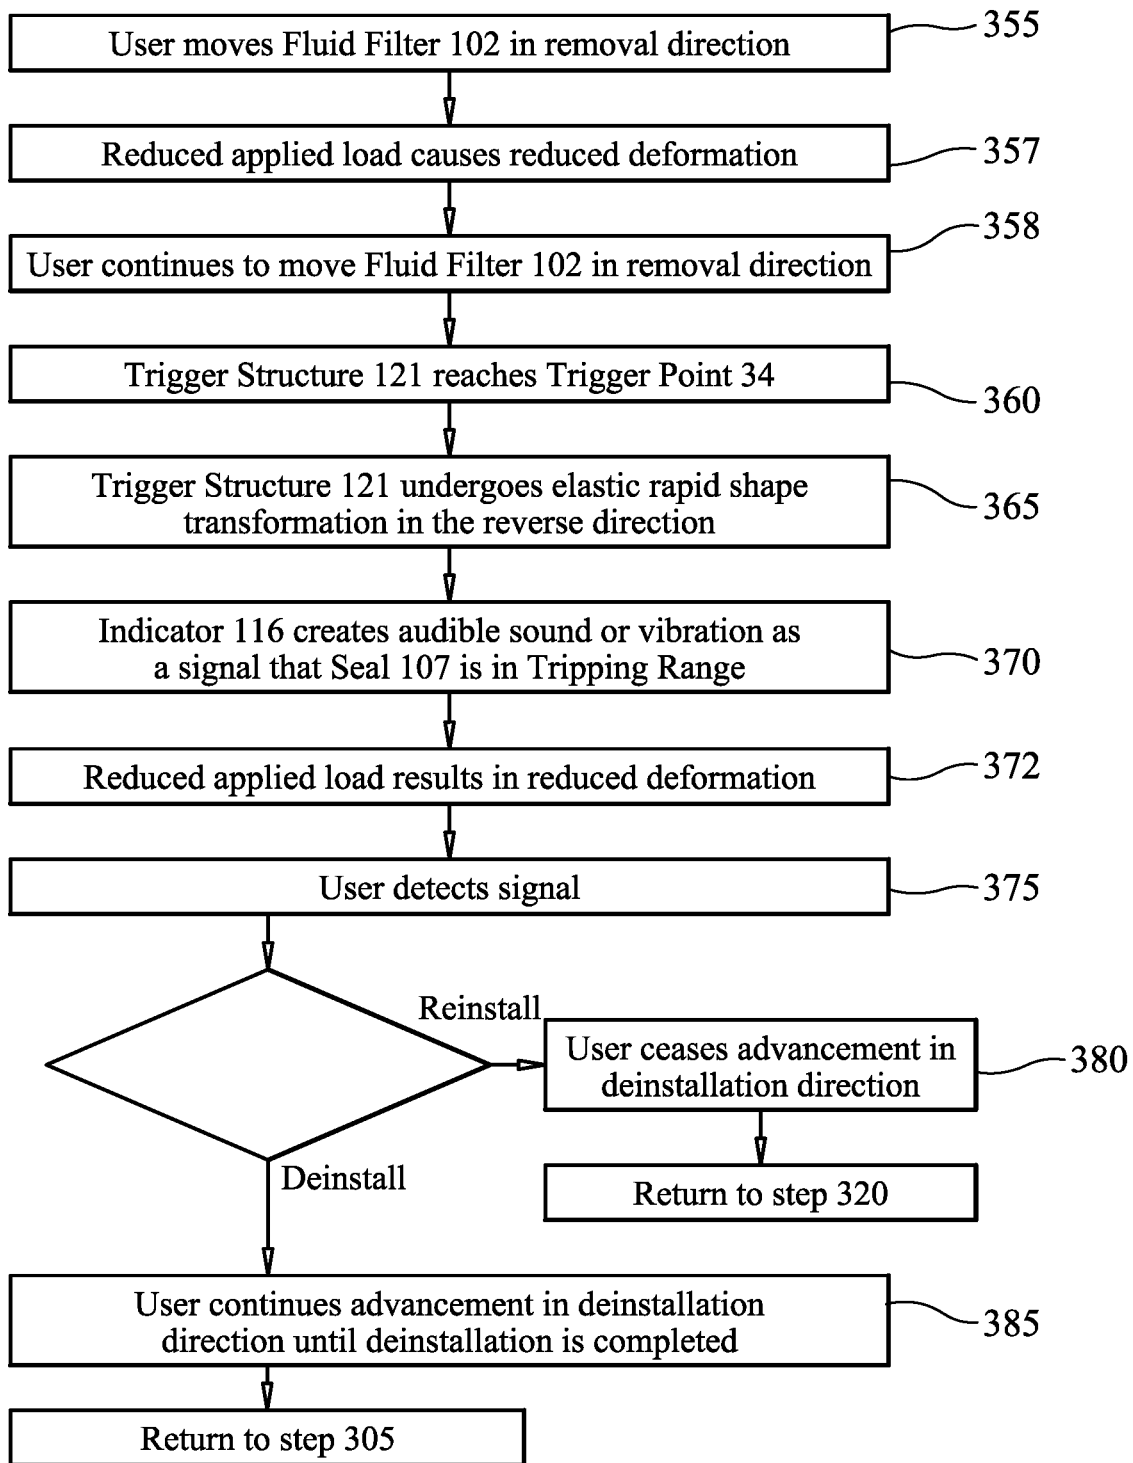 User moves Fluid Filter 102 in removal direction
355
Reduced applied load causes reduced deformation
357
358
User continues to move Fluid Filter 102 in removal direction
Trigger Structure 121 reaches Trigger Point 34
360
Trigger Structure 121 undergoes elastic rapid shape
transformation in the reverse direction
365
Indicator 116 creates audible sound or vibration as
a signal that Seal 107 is in Tripping Range
370
Reduced applied load results in reduced deformation
372
User detects signal
375
Reinstall
User ceases advancement in
deinstallation direction
380
Deinstall
Return to step 320
User continues advancement in deinstallation
direction until deinstallation is completed
385
Return to step 305